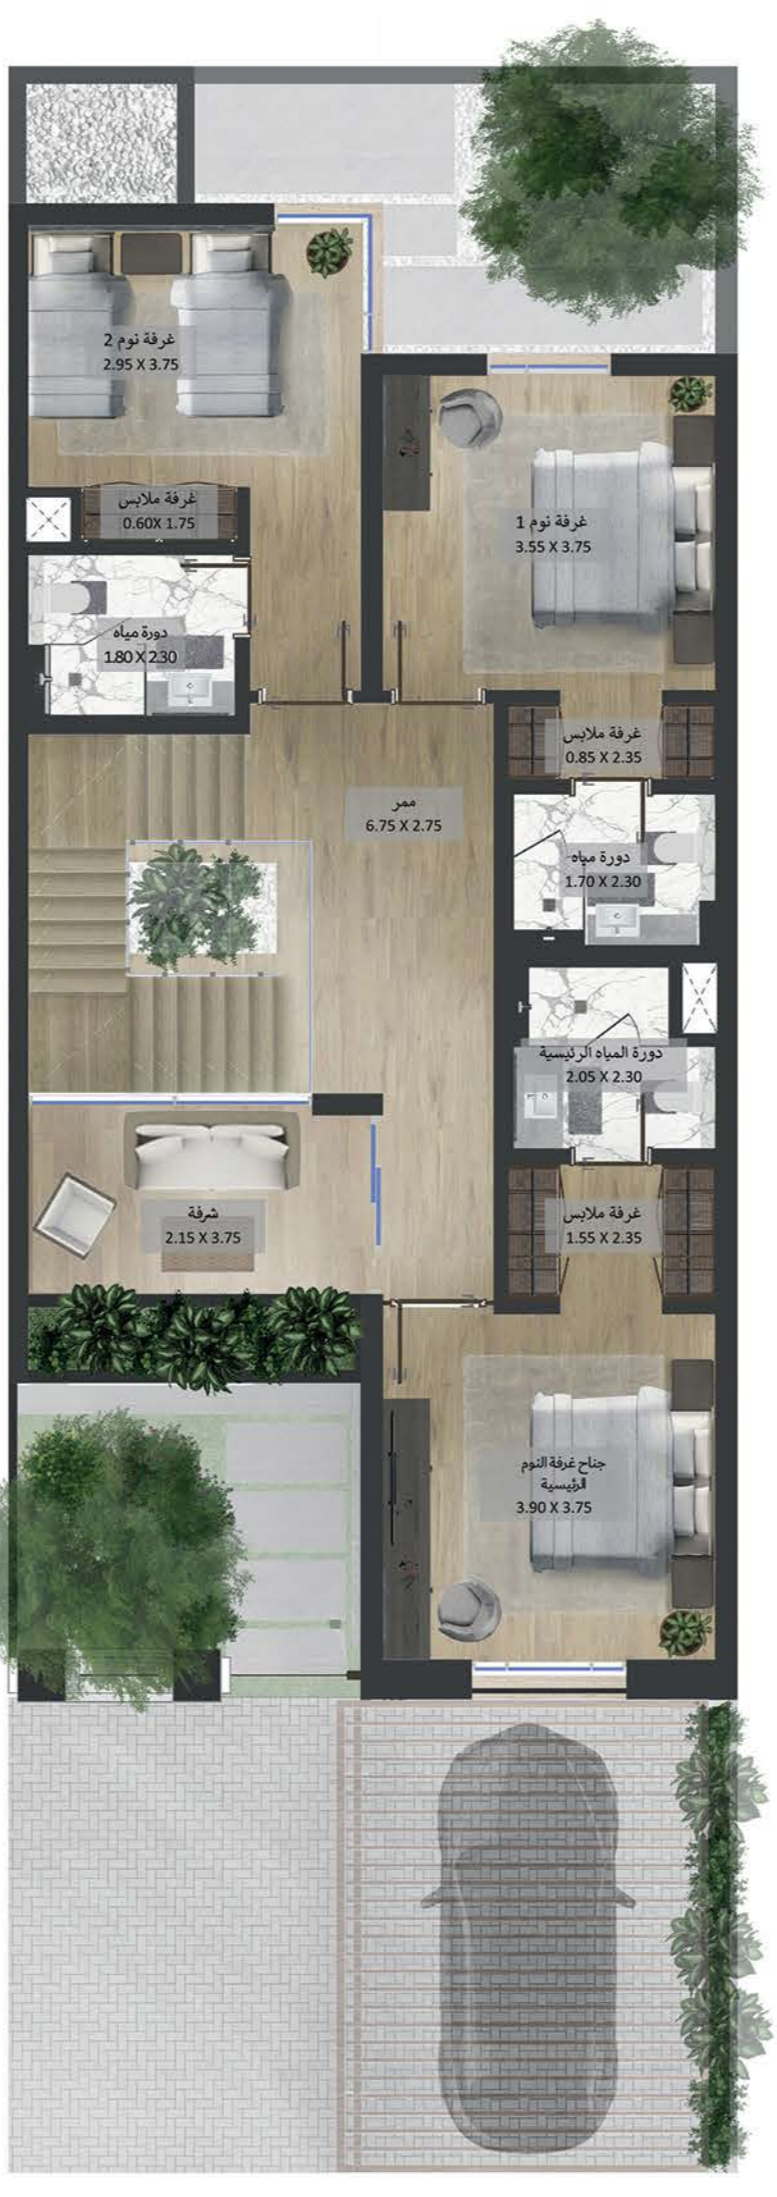 غرفة نوم 2
2.95 X 3.75
غرفة ملابس
0.60X 1.75
غرفة نوم 1
3.55 X 3.75
دورة مياه
1.80 X 2.30
غرفة ملابس
0.85 X 2.35
ممر
6.75 X 2.75
دورة مياه
1.70 X 2.30
دورة المياه الرئيسية
2.05 X 2.30
شرفة
2.15 X 3.75
غرفة ملابس
1.55 X 2.35
جناح غرفة النوم
الرئيسية
3.90 X 3.75